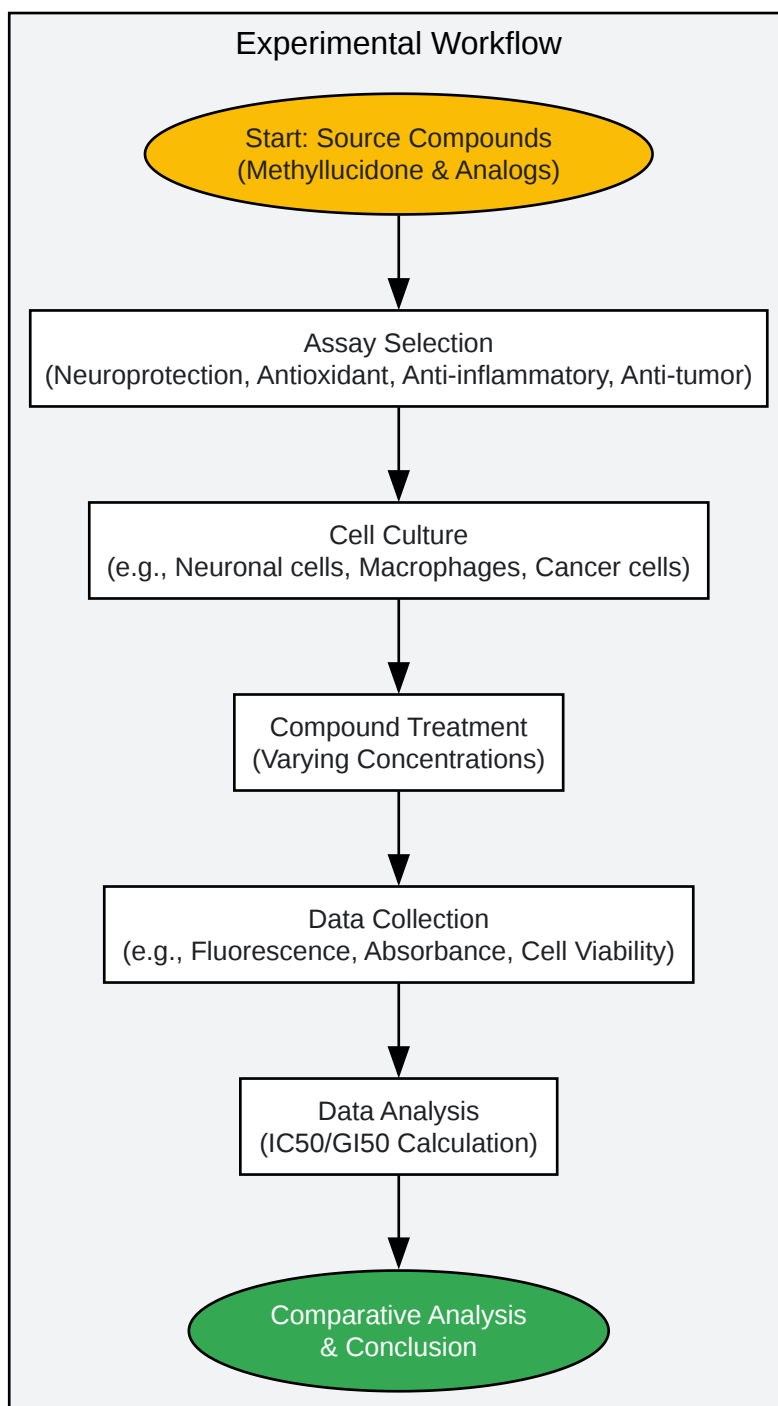 Experimental Workflow
Start: Source Compounds
(Methyllucidone & Analogs)
Assay Selection
(Neuroprotection, Antioxidant, Anti-inflammatory, Anti-tumor)
Cell Culture
(e.g., Neuronal cells, Macrophages, Cancer cells)
Compound Treatment
(Varying Concentrations)
Data Collection
(e.g., Fluorescence, Absorbance, Cell Viability)
Data Analysis
(IC50/GI50 Calculation)
Comparative Analysis
& Conclusion